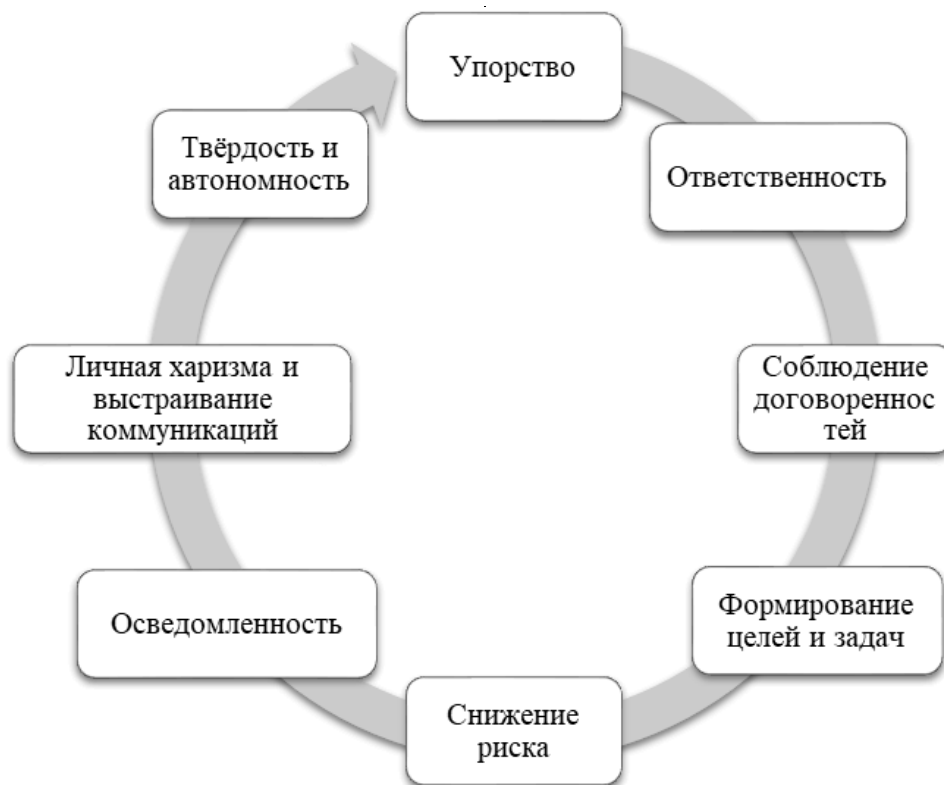 Упорство
Ответственность
Соблюдение
договореннос
тей
Формирование
целей и задач
Снижение
риска
Осведомленность
Личная харизма и
выстраивание
коммуникаций
Твёрдость и
автономность